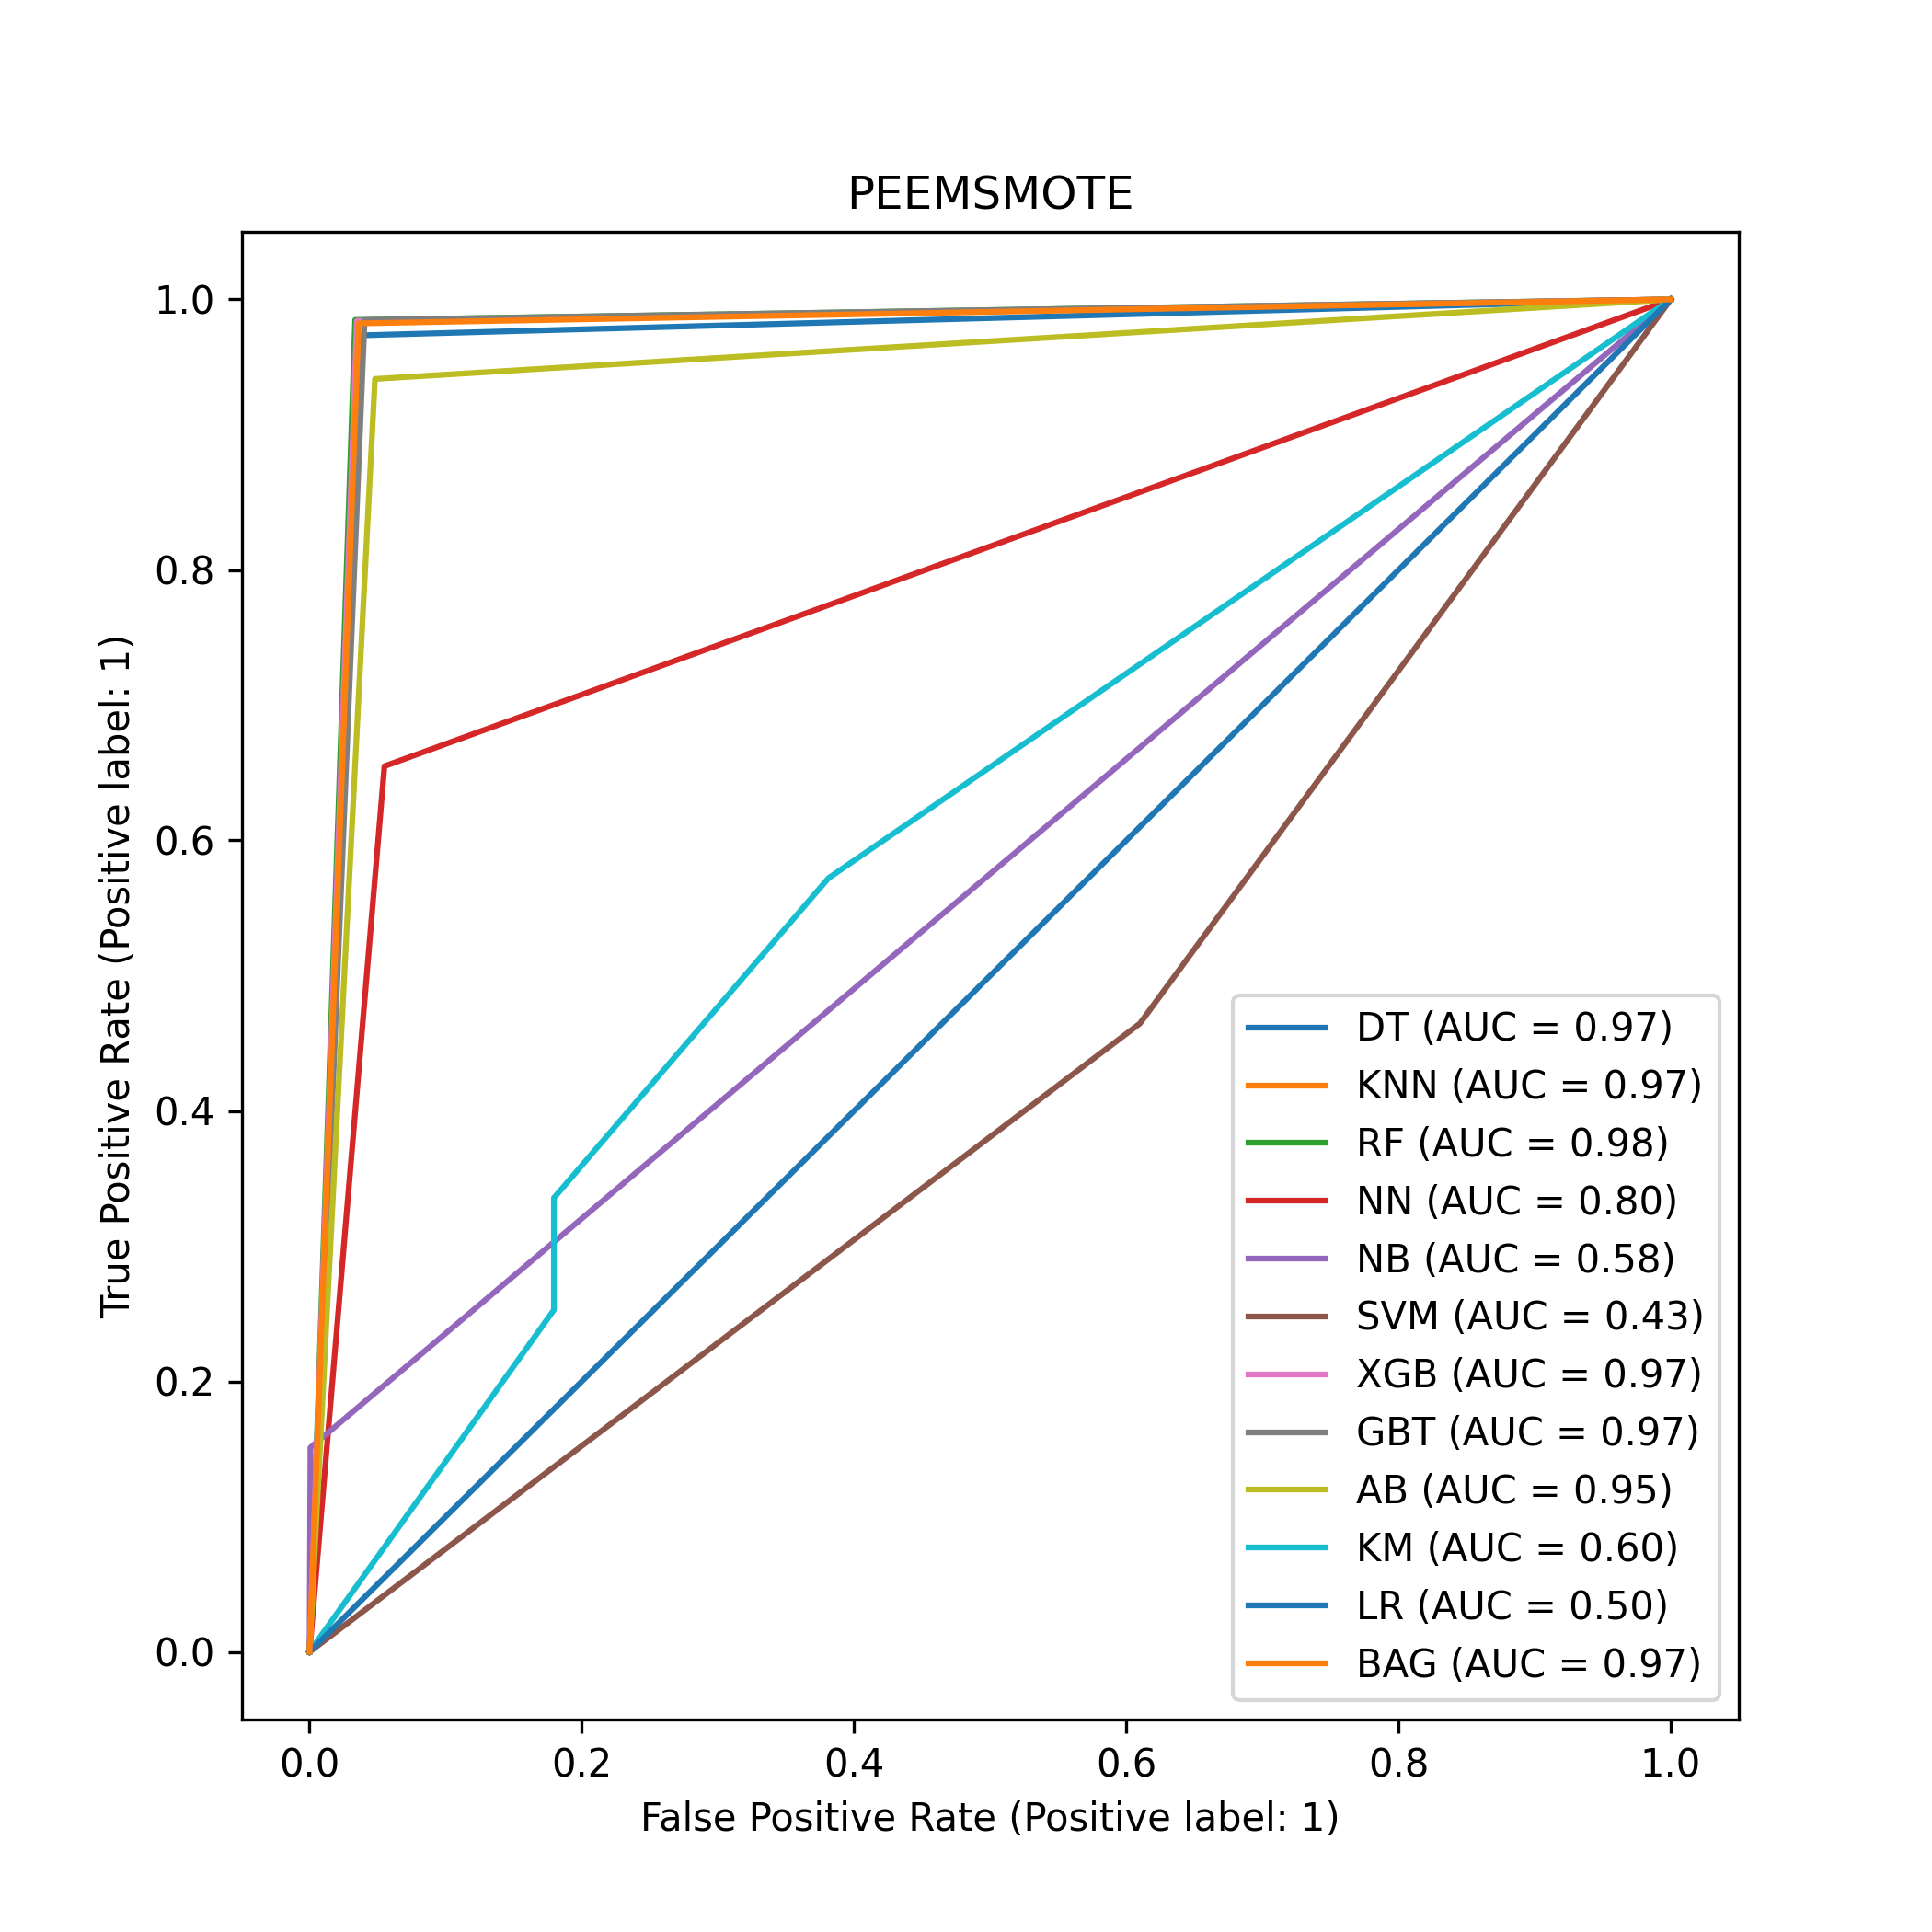 PEEMSMOTE
1.0
0.8
0.6
0.4
0.2
0.0
True Positive Rate (Positive label: 1)
DT (AUC = 0.97)
KNN (AUC = 0.97)
RF (AUC = 0.98)
NN (AUC = 0.80)
NB (AUC = 0.58)
SVM (AUC = 0.43)
XGB (AUC = 0.97)
GBT (AUC = 0.97)
AB (AUC = 0.95)
KM (AUC = 0.60)
LR (AUC = 0.50)
BAG (AUC = 0.97)
0.0 0.2 0.4 0.6 0.8 1.0
False Positive Rate (Positive label: 1)